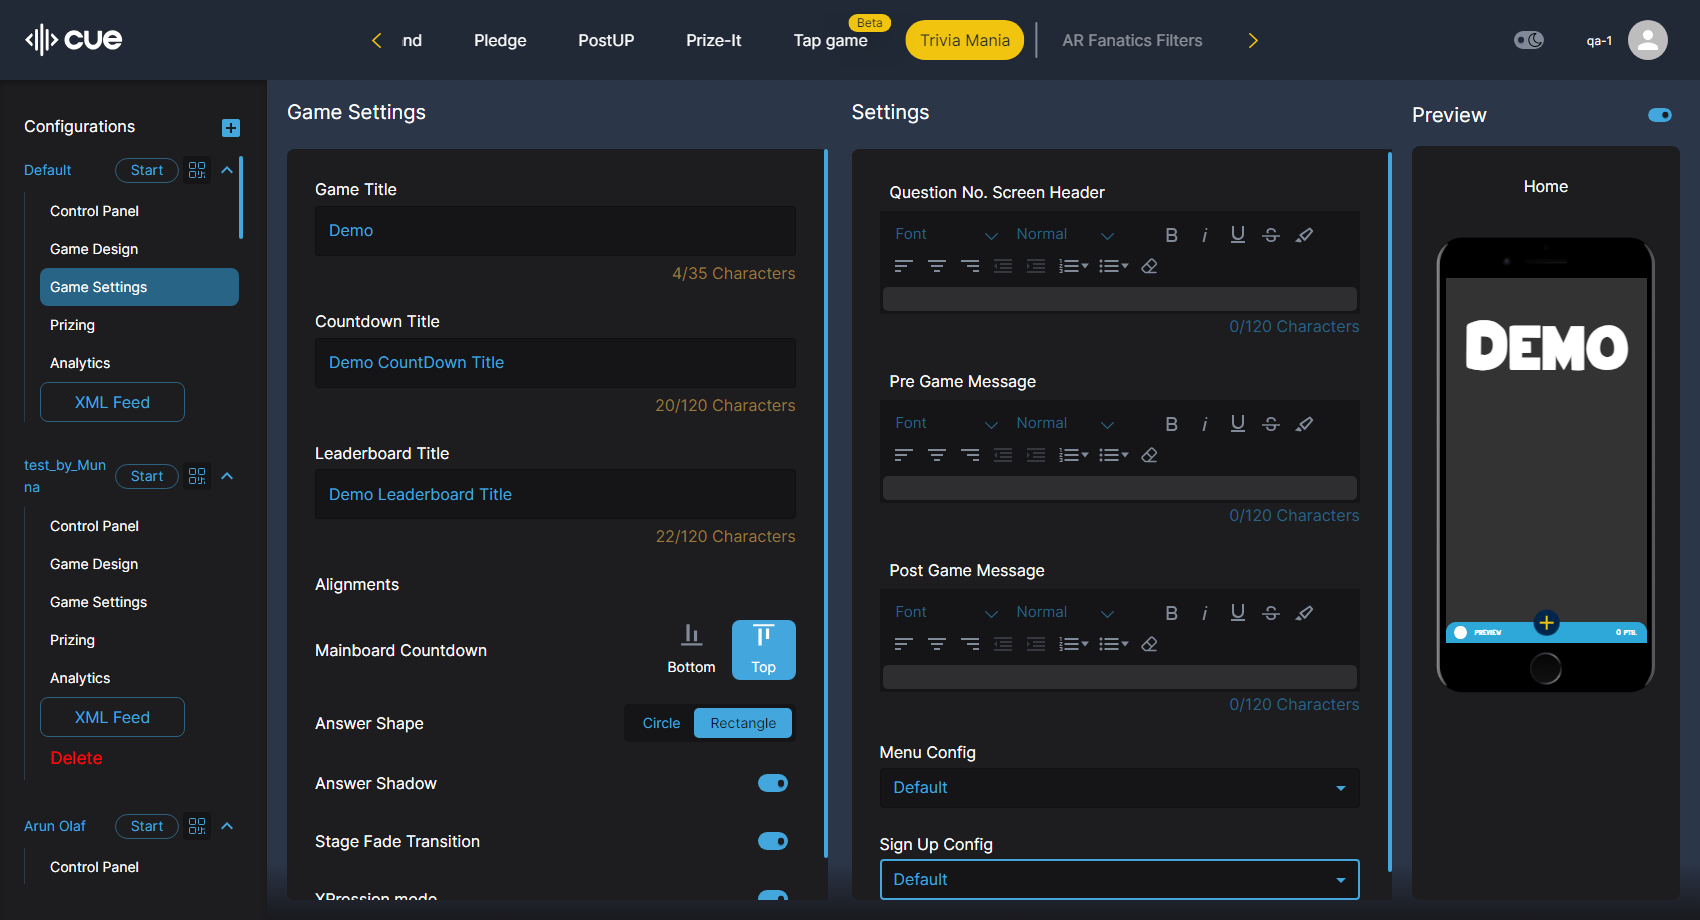 cue
nd
Pledge
PostUP
Prize-It
Tap game
Beta
Trivia Mania
AR Fanatics Filters
qa-1
Configurations
Default
Start
Control Panel
Game Design
Game Settings
Prizing
Analytics
XML Feed
test_by_Mun
na
Start
Control Panel
Game Design
Game Settings
Prizing
Analytics
XML Feed
Delete
Arun Olaf
Start
Control Panel
Game Settings
Game Title
Demo
4/35 Characters
Countdown Title
Demo CountDown Title
20/120 Characters
Leaderboard Title
Demo Leaderboard Title
22/120 Characters
Alignments
Mainboard Countdown
Bottom
Top
Answer Shape
Circle
Rectangle
Answer Shadow
Stage Fade Transition
XPression mode
Settings
Question No. Screen Header
Font
Normal
B i U S
0/120 Characters
Pre Game Message
Font
Normal
B i U S
0/120 Characters
Post Game Message
Font
Normal
B i U S
0/120 Characters
Menu Config
Default
Sign Up Config
Default
Preview
Home
DEMO
PREVIEW
0 PTS.